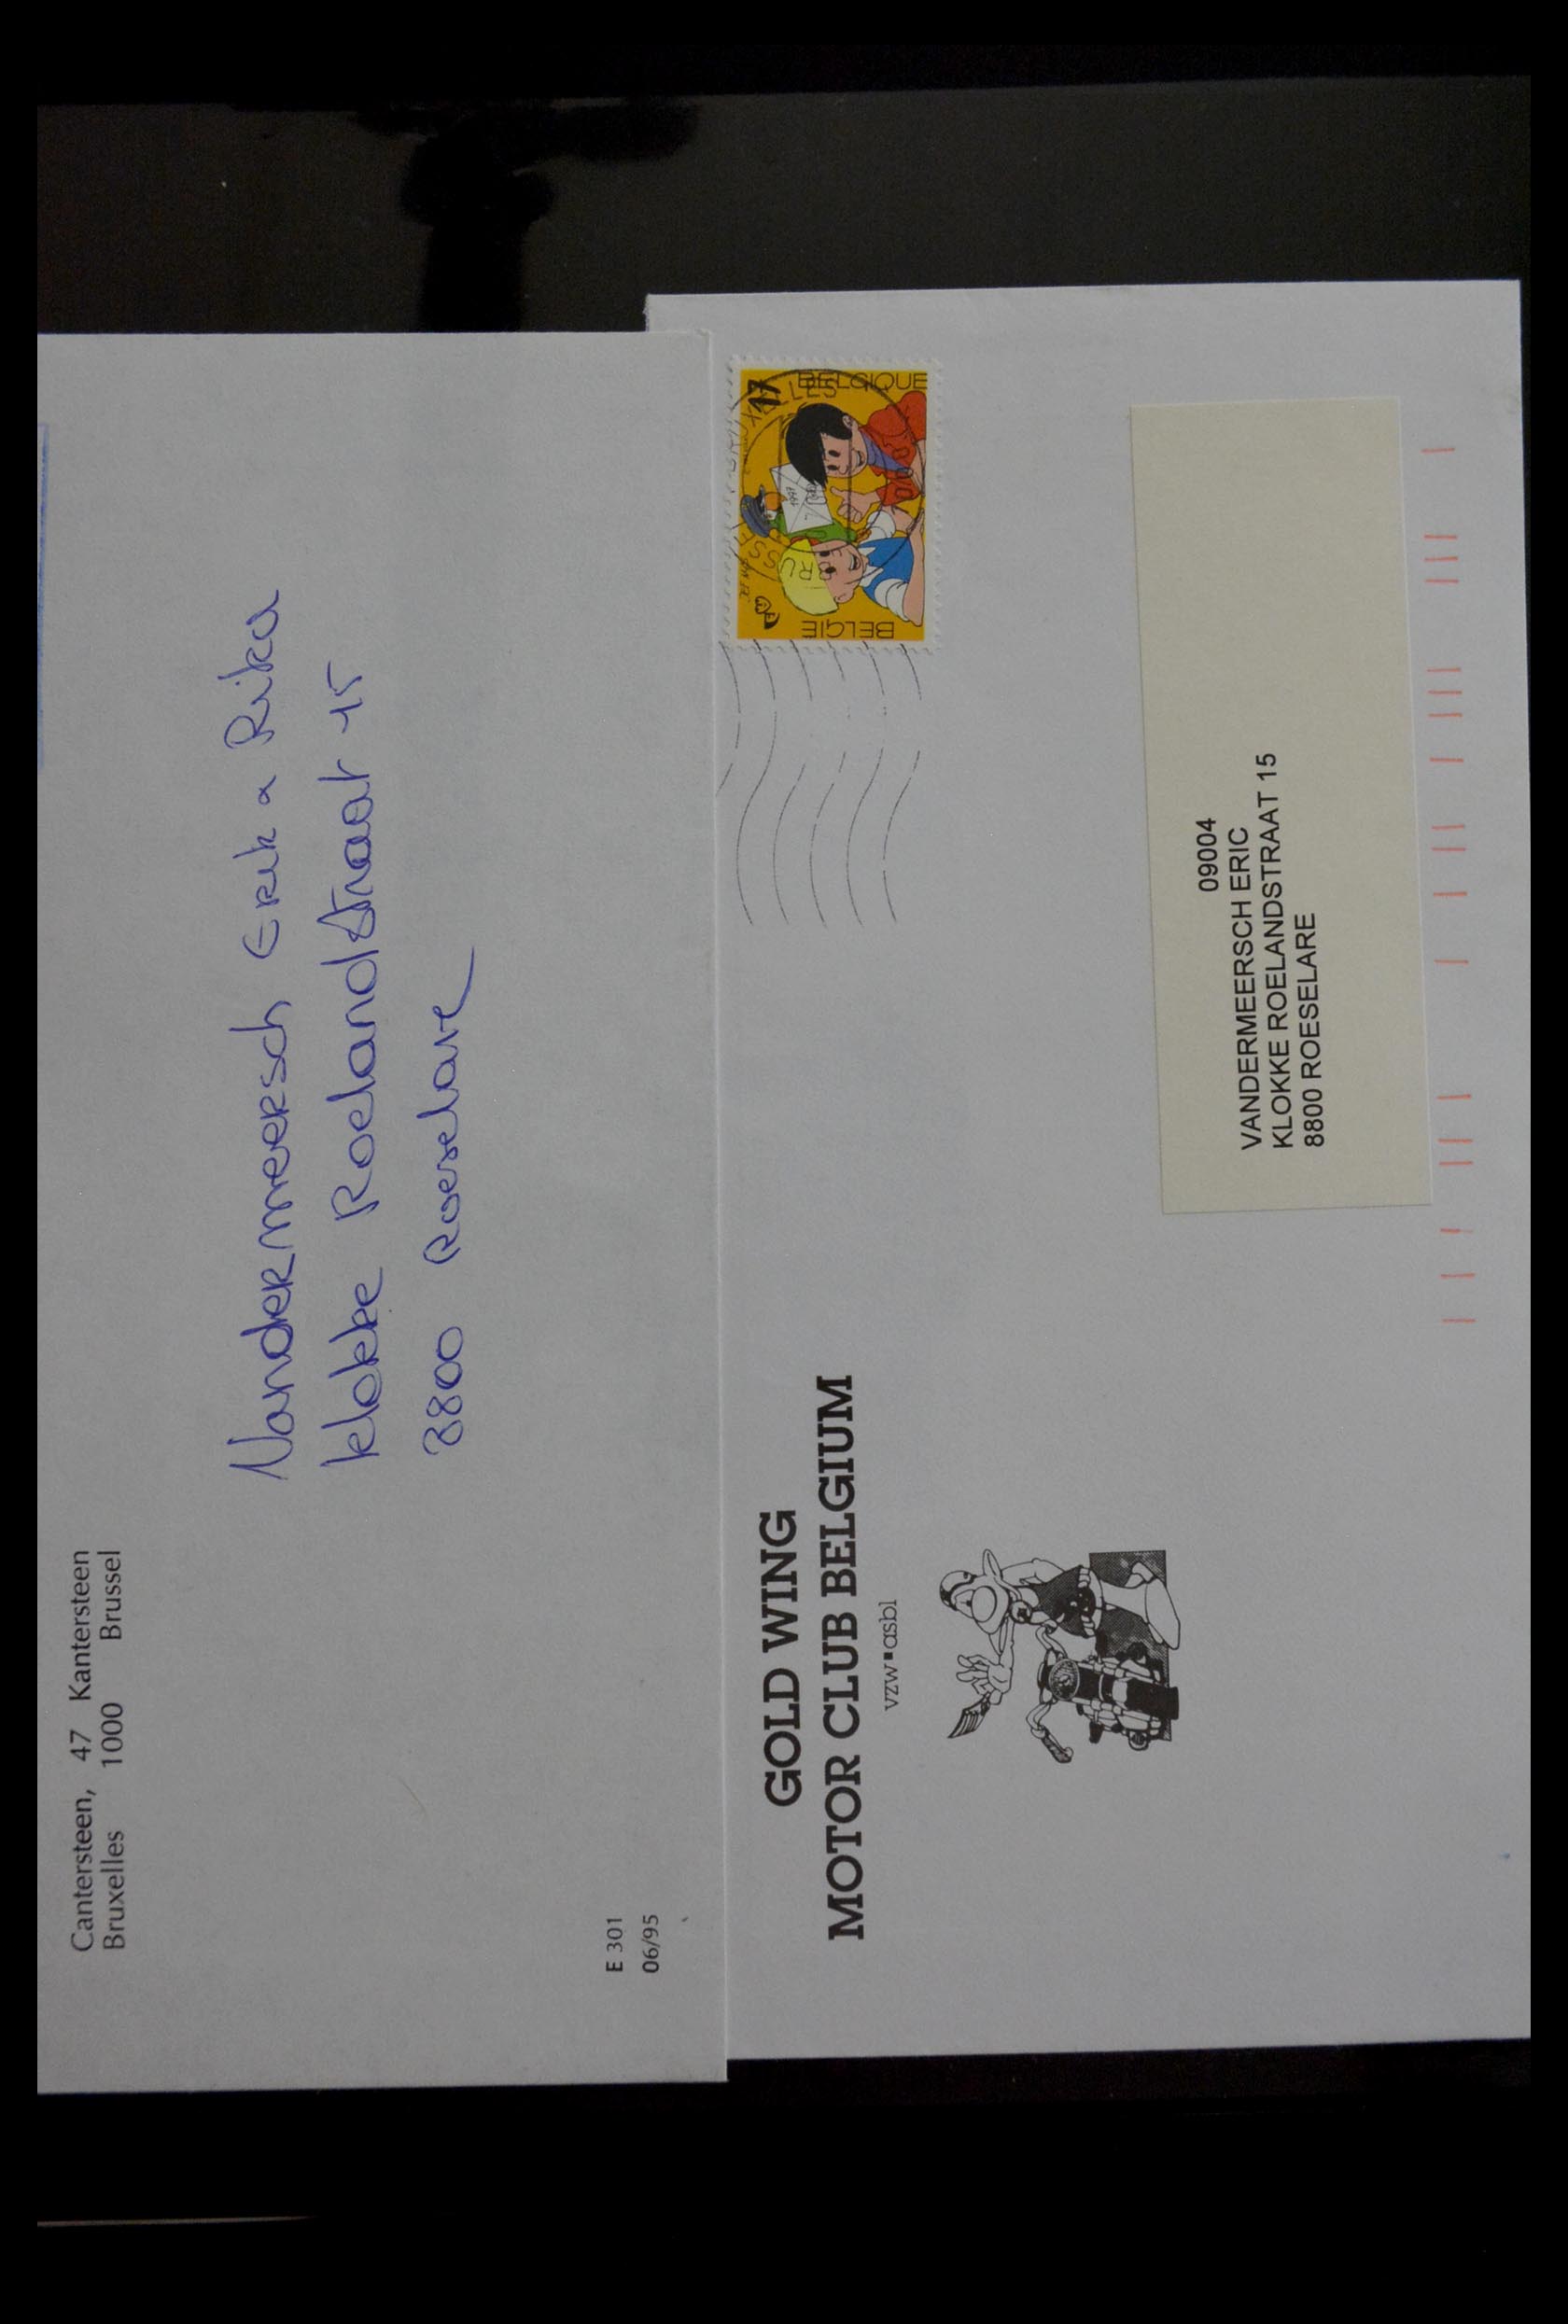 Cantersteen, 47 Kantersteen
Bruxelles 1000 Brussel
Vandermeersch Erik & Rika
Klokke Roelandstraat 15
8800 Roeselare
E 301
06/95
GOLD WING
MOTOR CLUB BELGIUM
vzw▪asbl
BELGIE
17
BELGIQUE
09004
VANDERMEERSCH ERIC
KLOKKE ROELANDSTRAAT 15
8800 ROESELARE